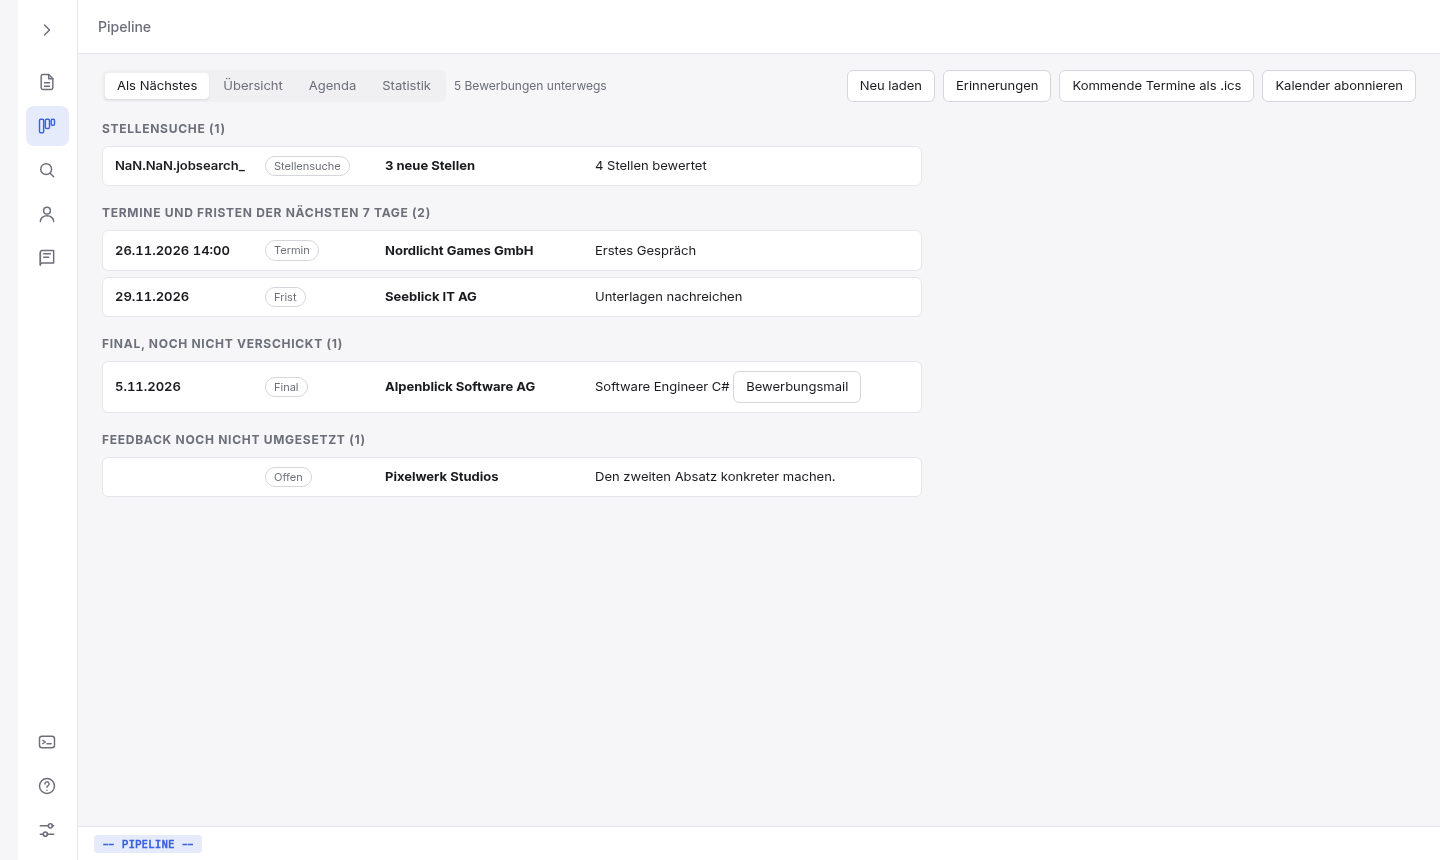 Pipeline
Als Nächstes Übersicht Agenda Statistik 5 Bewerbungen unterwegs Neu laden Erinnerungen Kommende Termine als .ics Kalender abonnieren
STELLENSUCHE (1)
NaN.NaN.jobsearch_ Stellensuche 3 neue Stellen 4 Stellen bewertet
TERMINE UND FRISTEN DER NÄCHSTEN 7 TAGE (2)
26.11.2026 14:00 Termin Nordlicht Games GmbH Erstes Gespräch
29.11.2026 Frist Seeblick IT AG Unterlagen nachreichen
FINAL, NOCH NICHT VERSCHICKT (1)
5.11.2026 Final Alpenblick Software AG Software Engineer C# Bewerbungsmail
FEEDBACK NOCH NICHT UMGESETZT (1)
Offen Pixelwerk Studios Den zweiten Absatz konkreter machen.
-- PIPELINE --